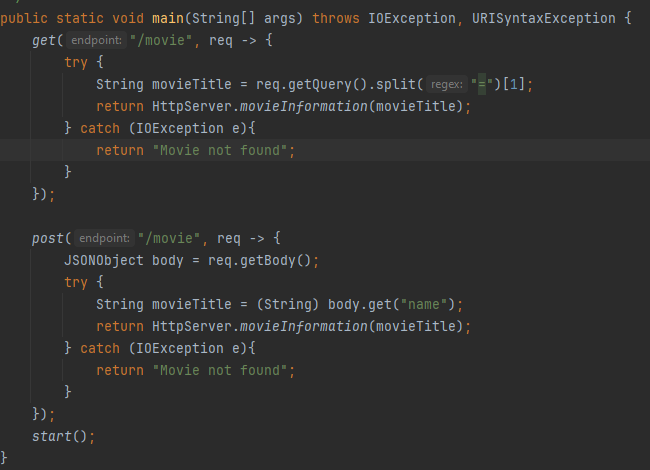 public static void main(String[] args) throws IOException, URISyntaxException {
get( endpoint: "/movie", req -> {
try {
String movieTitle = req.getQuery().split( regex: "=")[1];
return HttpServer.movieInformation(movieTitle);
} catch (IOException e){
return "Movie not found";
}
});
post( endpoint: "/movie", req -> {
JSONObject body = req.getBody();
try {
String movieTitle = (String) body.get("name");
return HttpServer.movieInformation(movieTitle);
} catch (IOException e){
return "Movie not found";
}
});
start();
}